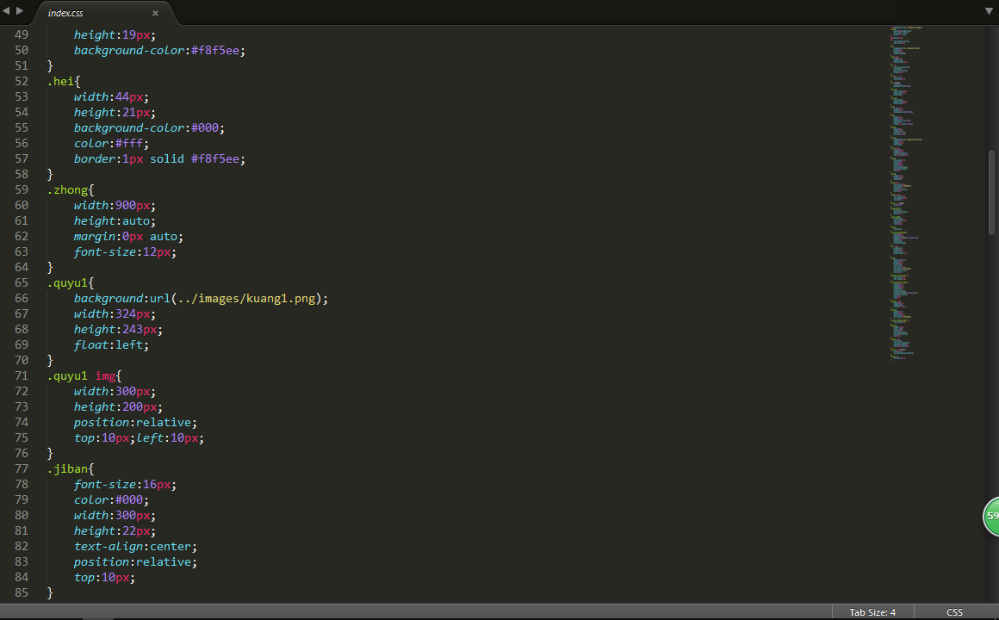 index.css ×
49 height:19px;
50 background-color:#f8f5ee;
51 }
52 .hei{
53 width:44px;
54 height:21px;
55 background-color:#000;
56 color:#fff;
57 border:1px solid #f8f5ee;
58 }
59 .zhong{
60 width:900px;
61 height:auto;
62 margin:0px auto;
63 font-size:12px;
64 }
65 .quyu1{
66 background:url(../images/kuang1.png);
67 width:324px;
68 height:243px;
69 float:left;
70 }
71 .quyu1 img{
72 width:300px;
73 height:200px;
74 position:relative;
75 top:10px;left:10px;
76 }
77 .jiban{
78 font-size:16px;
79 color:#000;
80 width:300px;
81 height:22px;
82 text-align:center;
83 position:relative;
84 top:10px;
85 }
59
Tab Size: 4 CSS